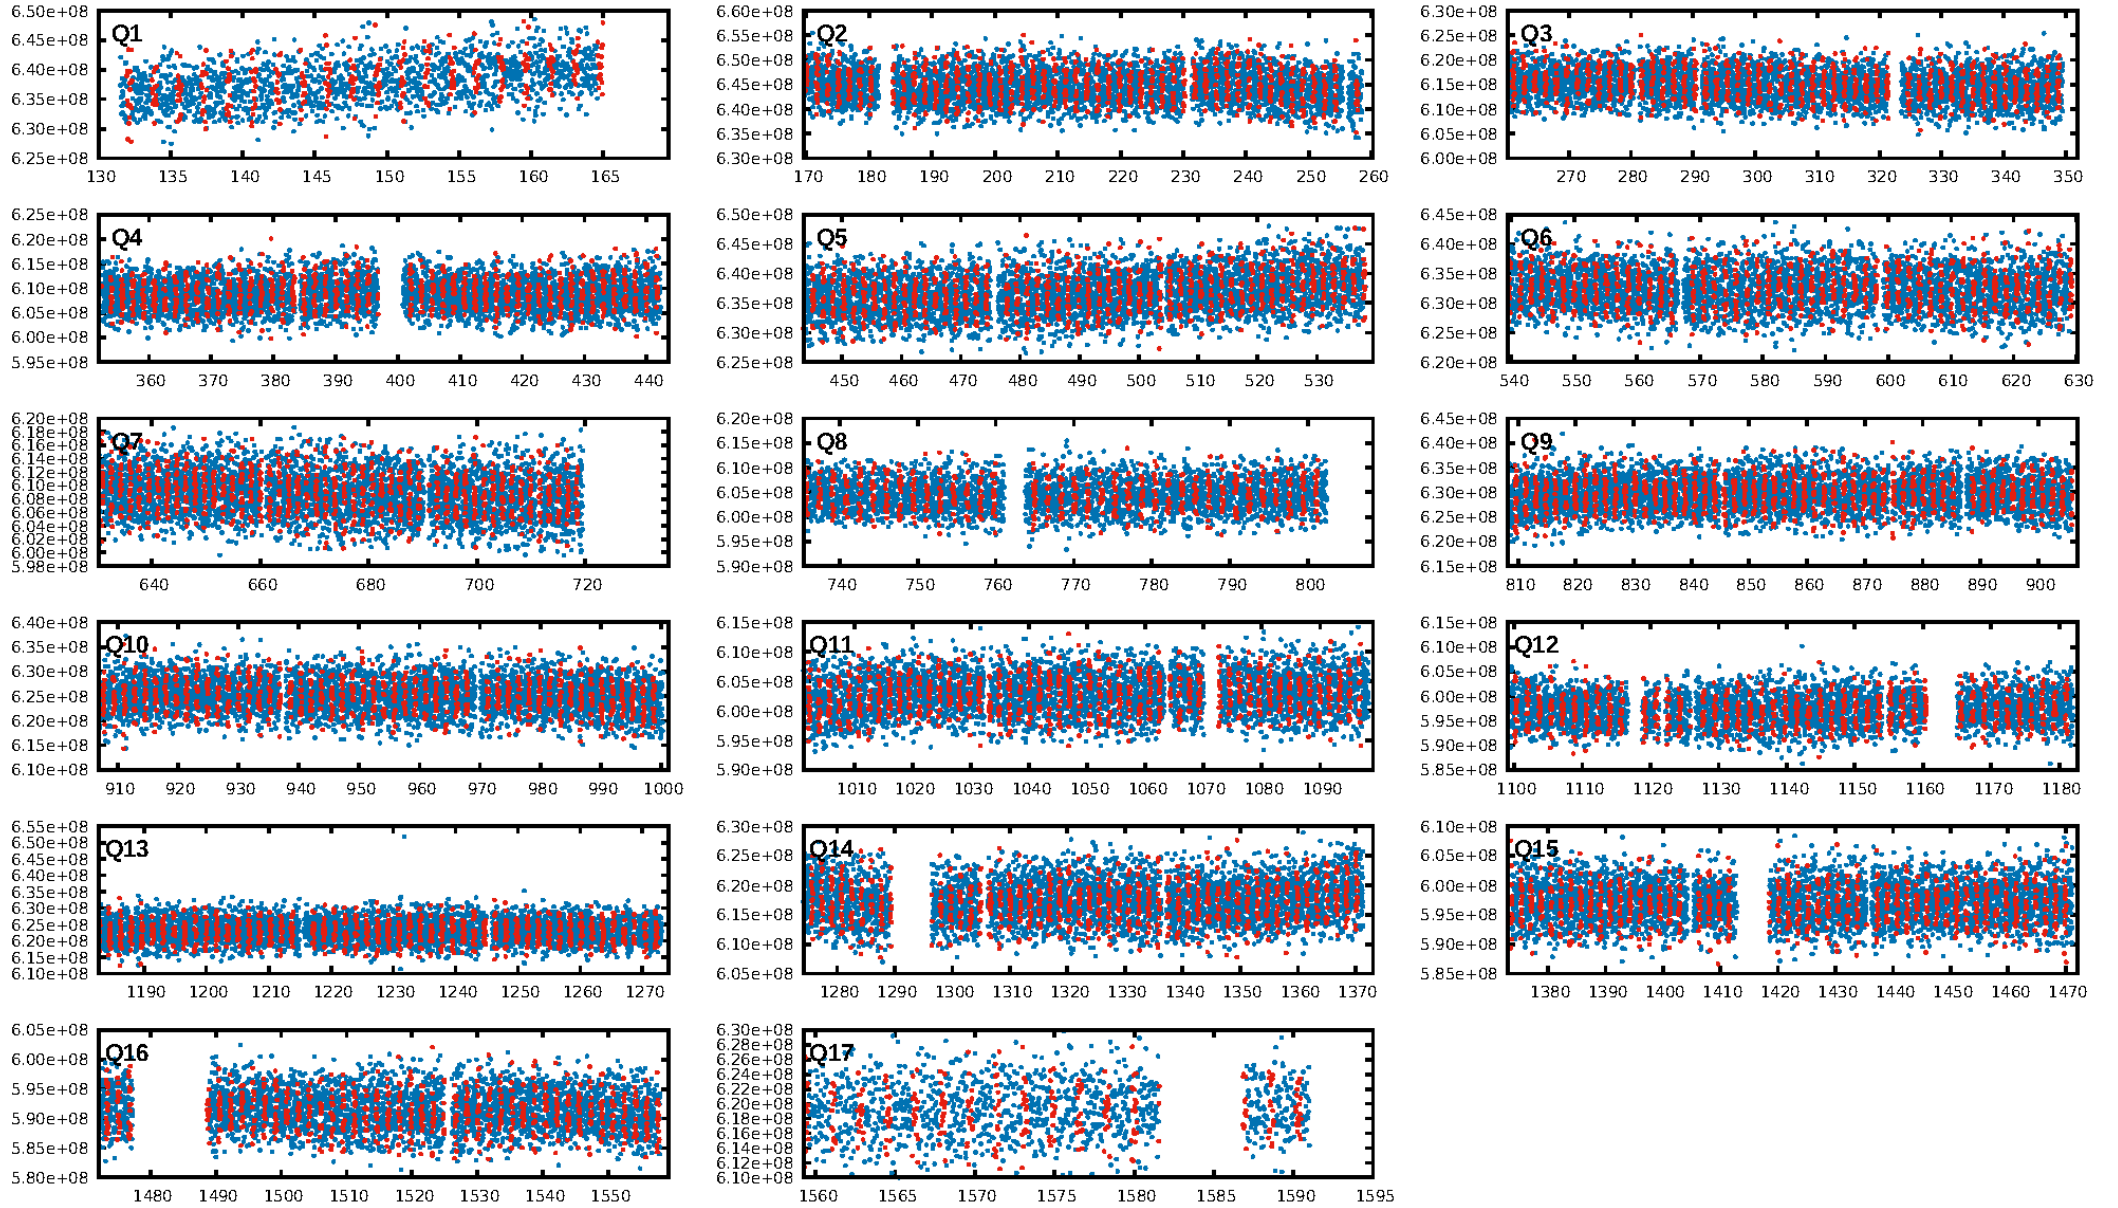 6.50e+08 6.45e+08 6.40e+08 6.35e+08 6.30e+08 6.25e+08
Q1
130 135 140 145 150 155 160 165
6.60e+08 6.55e+08 6.50e+08 6.45e+08 6.40e+08 6.35e+08 6.30e+08
Q2
170 180 190 200 210 220 230 240 250 260
6.30e+08 6.25e+08 6.20e+08 6.15e+08 6.10e+08 6.05e+08 6.00e+08
Q3
270 280 290 300 310 320 330 340 350
6.25e+08 6.20e+08 6.15e+08 6.10e+08 6.05e+08 6.00e+08 5.95e+08
Q4
360 370 380 390 400 410 420 430 440
6.50e+08 6.45e+08 6.40e+08 6.35e+08 6.30e+08 6.25e+08
Q5
450 460 470 480 490 500 510 520 530
6.45e+08 6.40e+08 6.35e+08 6.30e+08 6.25e+08 6.20e+08
Q6
540 550 560 570 580 590 600 610 620 630
6.20e+08 6.18e+08 6.16e+08 6.14e+08 6.12e+08 6.10e+08 6.08e+08 6.06e+08 6.04e+08 6.02e+08 6.00e+08 5.98e+08
Q7
640 660 680 700 720
6.20e+08 6.15e+08 6.10e+08 6.05e+08 6.00e+08 5.95e+08 5.90e+08
Q8
740 750 760 770 780 790 800
6.45e+08 6.40e+08 6.35e+08 6.30e+08 6.25e+08 6.20e+08 6.15e+08
Q9
810 820 830 840 850 860 870 880 890 900
6.40e+08 6.35e+08 6.30e+08 6.25e+08 6.20e+08 6.15e+08 6.10e+08
Q10
910 920 930 940 950 960 970 980 990 1000
6.15e+08 6.10e+08 6.05e+08 6.00e+08 5.95e+08 5.90e+08
Q11
1010 1020 1030 1040 1050 1060 1070 1080 1090
6.15e+08 6.10e+08 6.05e+08 6.00e+08 5.95e+08 5.90e+08 5.85e+08
Q12
1100 1110 1120 1130 1140 1150 1160 1170 1180
6.55e+08 6.50e+08 6.45e+08 6.40e+08 6.35e+08 6.30e+08 6.25e+08 6.20e+08 6.15e+08 6.10e+08
Q13
1190 1200 1210 1220 1230 1240 1250 1260 1270
6.30e+08 6.25e+08 6.20e+08 6.15e+08 6.10e+08 6.05e+08
Q14
1280 1290 1300 1310 1320 1330 1340 1350 1360 1370
6.10e+08 6.05e+08 6.00e+08 5.95e+08 5.90e+08 5.85e+08
Q15
1380 1390 1400 1410 1420 1430 1440 1450 1460 1470
6.05e+08 6.00e+08 5.95e+08 5.90e+08 5.85e+08 5.80e+08
Q16
1480 1490 1500 1510 1520 1530 1540 1550
6.30e+08 6.28e+08 6.26e+08 6.24e+08 6.22e+08 6.20e+08 6.18e+08 6.16e+08 6.14e+08 6.12e+08 6.10e+08
Q17
1560 1565 1570 1575 1580 1585 1590 1595